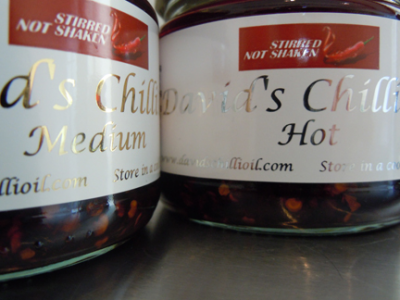 STIRRED
NOT SHAKEN
d's Chilli
Medium
llioil.com
Store in a
STIRRED
NOT SHAKEN
David's Chilli
Hot
www.davidschillioil.com
Store in a c